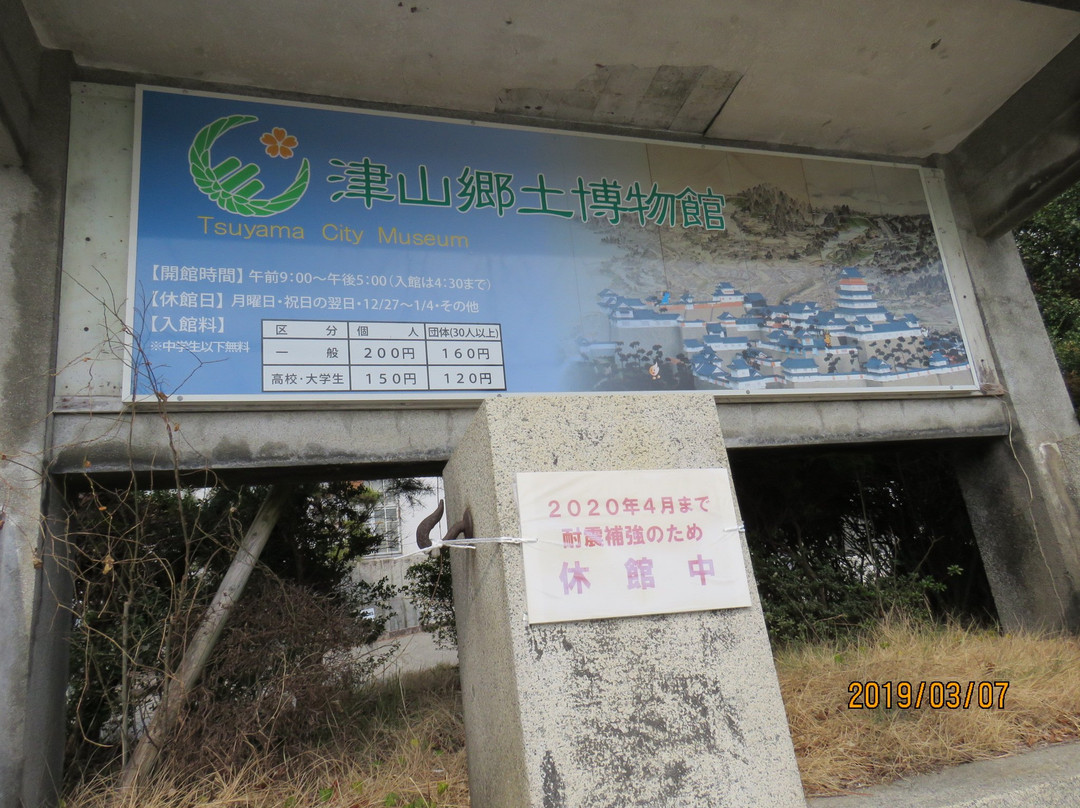 津山郷土博物館
Tsuyama City Museum
【開館時間】午前9:00〜午後5:00(入館は4:30まで)
【休館日】月曜日・祝日の翌日・12/27〜1/4・その他
【入館料】
※中学生以下無料
区分 個人 団体(30人以上)
一般 200円 160円
高校・大学生 150円 120円
2020年4月まで
耐震補強のため
休館中
2019/03/07